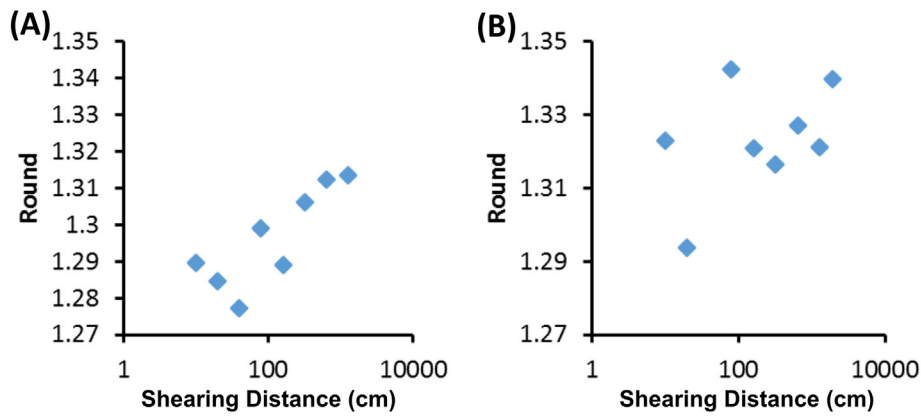 (A)
1.35
1.34
1.33
1.32
1.31
1.3
1.29
1.28
1.27
Round
1 100 10000
Shearing Distance (cm)
(B)
1.35
1.33
1.31
1.29
1.27
Round
1 100 10000
Shearing Distance (cm)